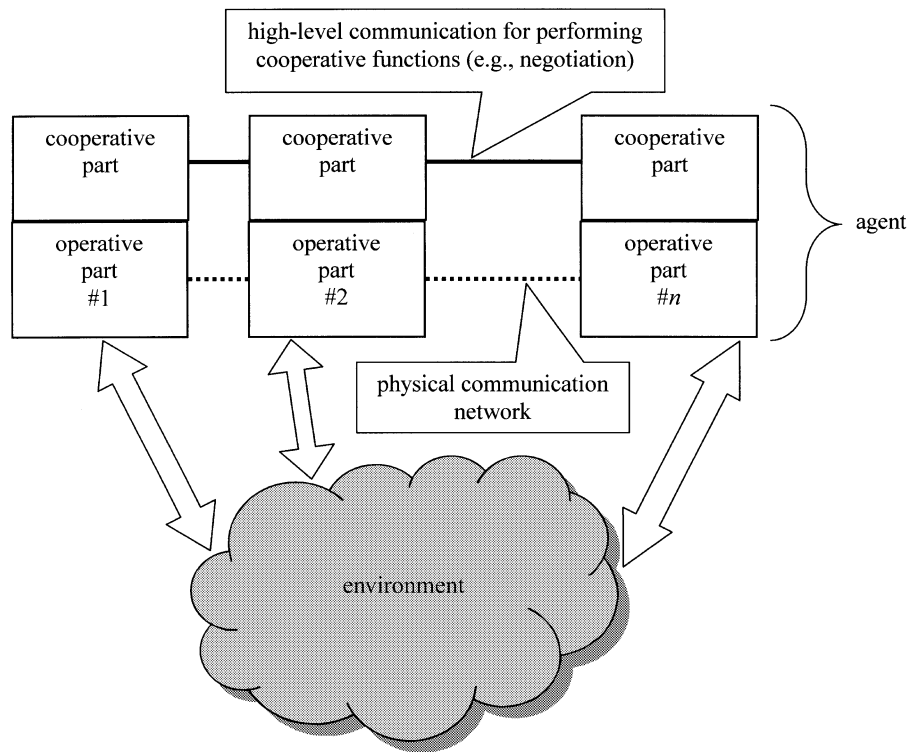 high-level communication for performing
cooperative functions (e.g., negotiation)
cooperative
part
cooperative
part
cooperative
part
agent
operative
part
#1
operative
part
#2
operative
part
#n
physical communication
network
environment